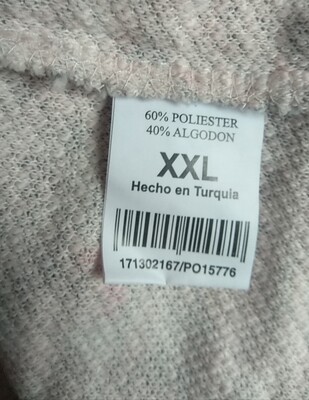 60% POLIESTER
40% ALGODON
XXL
Hecho en Turquia
171302167/PO15776